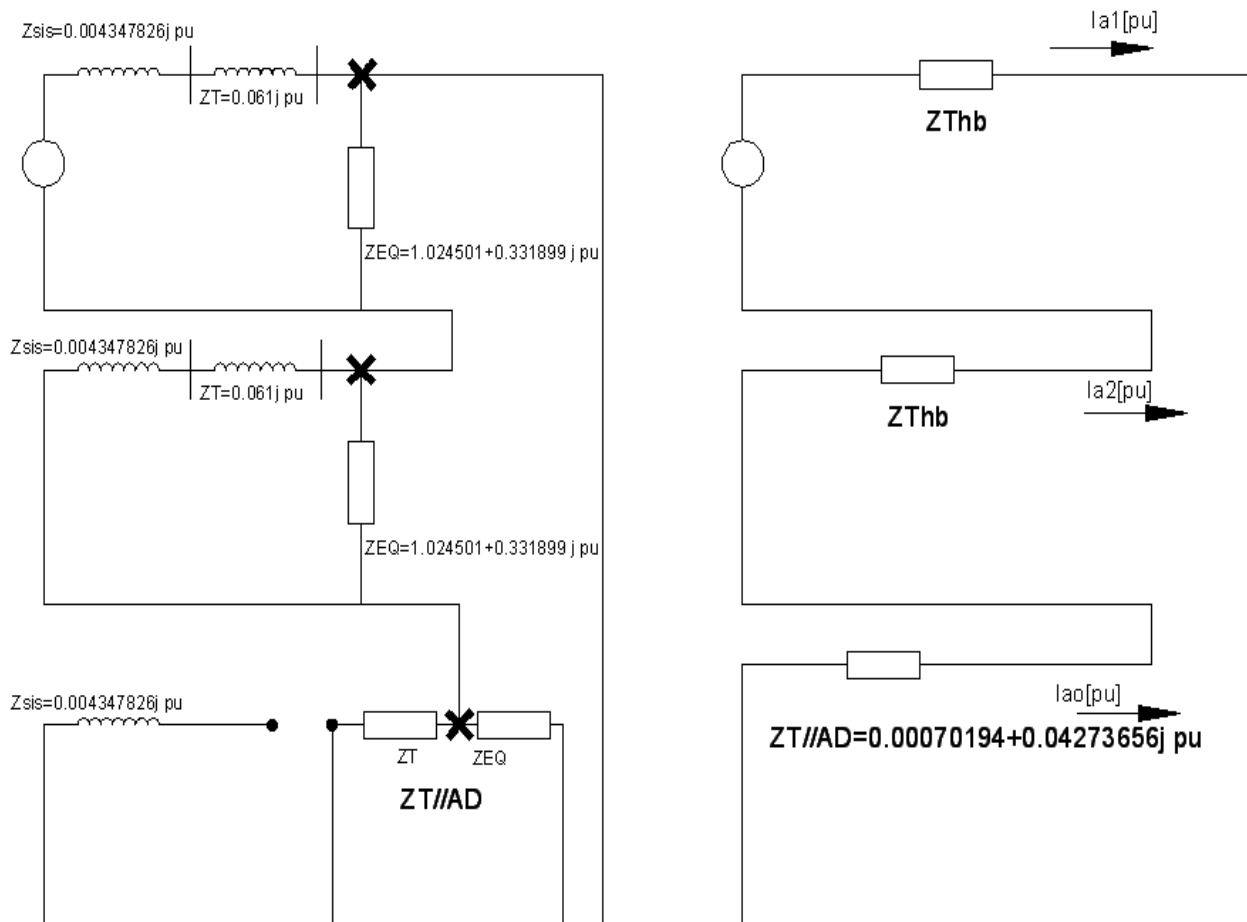 Zsis=0.004347826j pu
ZT=0.061j pu
ZEQ=1.024501+0.331899 j pu
Zsis=0.004347826j pu
ZT=0.061j pu
ZEQ=1.024501+0.331899 j pu
Zsis=0.004347826j pu
ZT
ZEQ
ZT//AD
Ia1[pu]
ZThb
Ia2[pu]
ZThb
Iao[pu]
ZT//AD=0.00070194+0.04273656j pu